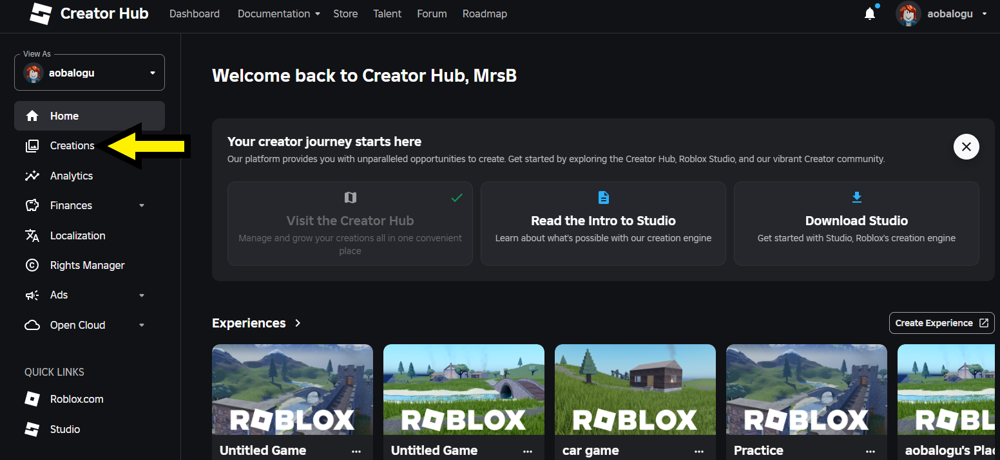 Creator Hub
Dashboard
Documentation
Store
Talent
Forum
Roadmap
aobalogu
View As
aobalogu
Home
Creations
Analytics
Finances
Localization
Rights Manager
Ads
Open Cloud
QUICK LINKS
Roblox.com
Studio
Welcome back to Creator Hub, MrsB
Your creator journey starts here
Our platform provides you with unparalleled opportunities to create. Get started by exploring the Creator Hub, Roblox Studio, and our vibrant Creator community.
Visit the Creator Hub
Manage and grow your creations all in one convenient
place
Read the Intro to Studio
Learn about what's possible with our creation engine
Download Studio
Get started with Studio, Roblox's creation engine
Experiences
Create Experience
ROBLOX
ROBLOX
ROBLOX
ROBLOX
ROBL
Untitled Game
Untitled Game
car game
Practice
aobalogu's Plac